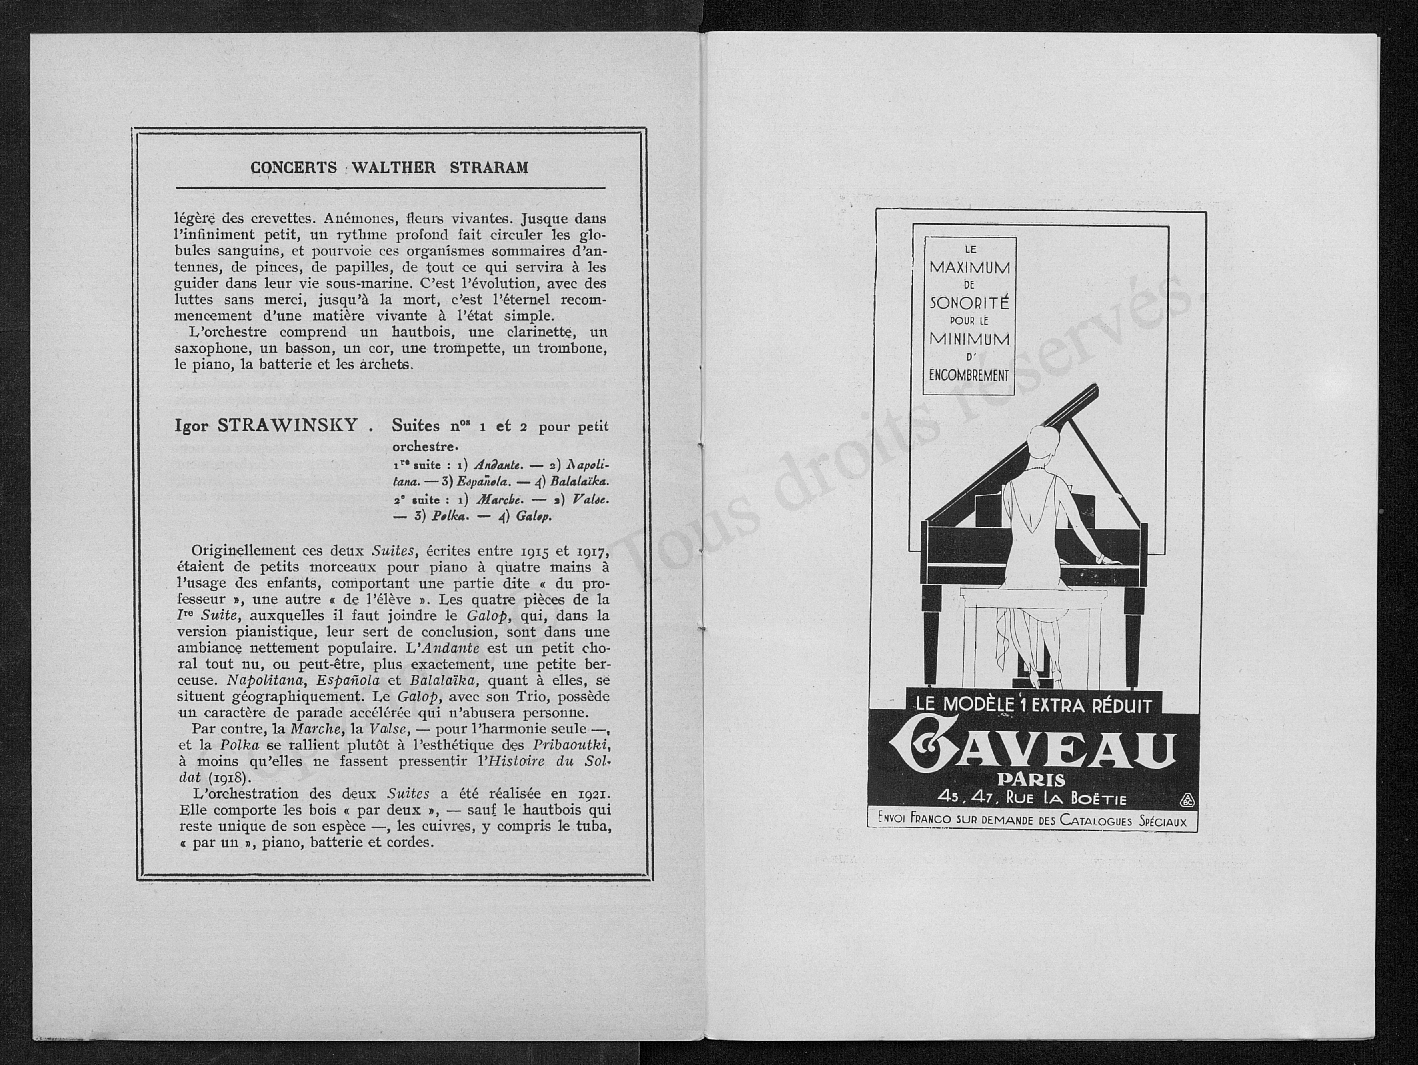 CONCERTS WALTHER STRARAM
légère des crevettes. Anémones, fleurs vivantes. Jusque dans
l'infiniment petit, un rythme profond fait circuler les glo-
bules sanguins, et pourvoie ces organismes sommaires d'an-
tennes, de pinces, de papilles, de tout ce qui servira à les
guider dans leur vie sous-marine. C'est l'évolution, avec des
luttes sans merci, jusqu'à la mort, c'est l'éternel recom-
mencement d'une matière vivante à l'état simple.
L'orchestre comprend un hautbois, une clarinette, un
saxophone, un basson, un cor, une trompette, un trombone,
le piano, la batterie et les archets.
Igor STRAWINSKY . Suites nos 1 et 2 pour petit
orchestre.
1re suite : 1) Andante. — 2) Napoli-
tana. — 3) Española. — 4) Balalaïka.
2e suite : 1) Marche. — 2) Valse.
— 3) Polka. — 4) Galop.
Originellement ces deux Suites, écrites entre 1915 et 1917,
étaient de petits morceaux pour piano à quatre mains à
l'usage des enfants, comportant une partie dite « du pro-
fesseur », une autre « de l'élève ». Les quatre pièces de la
Ire Suite, auxquelles il faut joindre le Galop, qui, dans la
version pianistique, leur sert de conclusion, sont dans une
ambiance nettement populaire. L'Andante est un petit cho-
ral tout nu, ou peut-être, plus exactement, une petite ber-
ceuse. Napolitana, Española et Balalaïka, quant à elles, se
situent géographiquement. Le Galop, avec son Trio, possède
un caractère de parade accélérée qui n'abusera personne.
Par contre, la Marche, la Valse, — pour l'harmonie seule —,
et la Polka se rallient plutôt à l'esthétique des Pribaoutki,
à moins qu'elles ne fassent pressentir l'Histoire du Sol-
dat (1918).
L'orchestration des deux Suites a été réalisée en 1921.
Elle comporte les bois « par deux », — sauf le hautbois qui
reste unique de son espèce —, les cuivres, y compris le tuba,
« par un », piano, batterie et cordes.
LE
MAXIMUM
DE
SONORITÉ
POUR LE
MINIMUM
D'
ENCOMBREMENT
LE MODÈLE 1 EXTRA RÉDUIT
GAVEAU
PARIS
45, 47, RUE LA BOËTIE
ENVOI FRANCO SUR DEMANDE DES CATALOGUES SPÉCIAUX
Tous droits réservés.